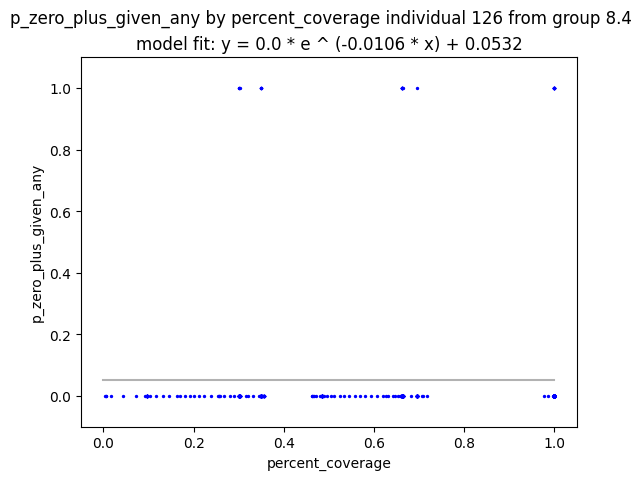 p_zero_plus_given_any by percent_coverage individual 126 from group 8.4
model fit: y = 0.0 * e ^ (-0.0106 * x) + 0.0532
1.0
0.8
0.6
0.4
0.2
0.0
p_zero_plus_given_any
0.0 0.2 0.4 0.6 0.8 1.0
percent_coverage